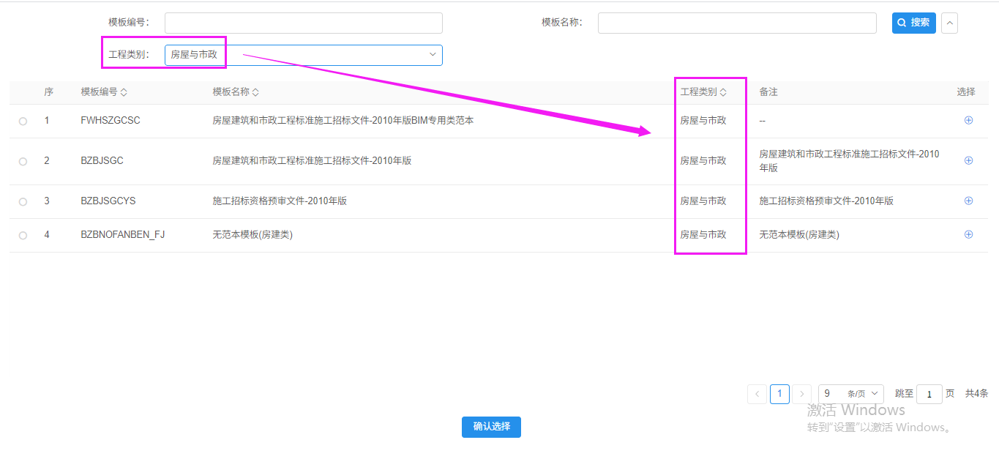 模板编号： 模板名称： 搜索
工程类别： 房屋与市政
序 模板编号 模板名称 工程类别 备注 选择
1 FWHSZGCSC 房屋建筑和市政工程标准施工招标文件-2010年版BIM专用类范本 房屋与市政 --
2 BZBJSGC 房屋建筑和市政工程标准施工招标文件-2010年版 房屋与市政 房屋建筑和市政工程标准施工招标文件-2010
年版
3 BZBJSGCYS 施工招标资格预审文件-2010年版 房屋与市政 施工招标资格预审文件-2010年版
4 BZBNOFANBEN_FJ 无范本模板(房建类) 房屋与市政 无范本模板(房建类)
1 9 条/页 跳至 1 页 共4条
激活 Windows
转到"设置"以激活 Windows。
确认选择